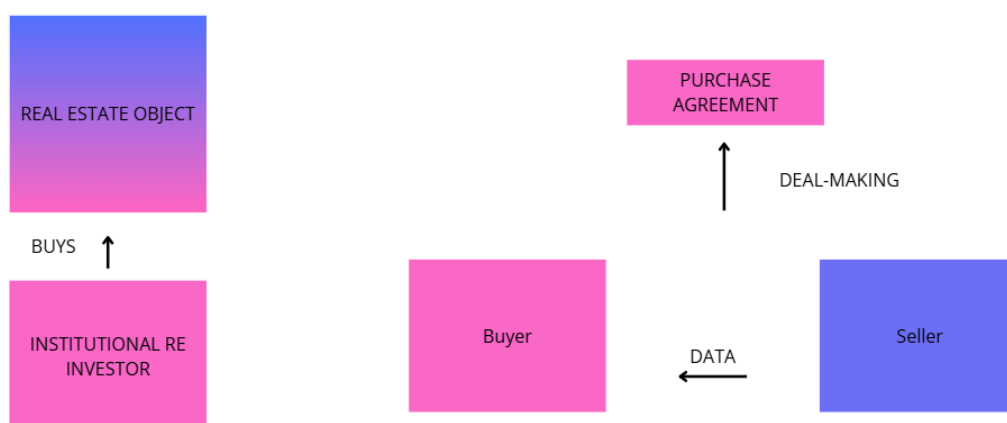 REAL ESTATE OBJECT
BUYS
INSTITUTIONAL RE
INVESTOR
PURCHASE
AGREEMENT
DEAL-MAKING
Buyer
DATA
Seller